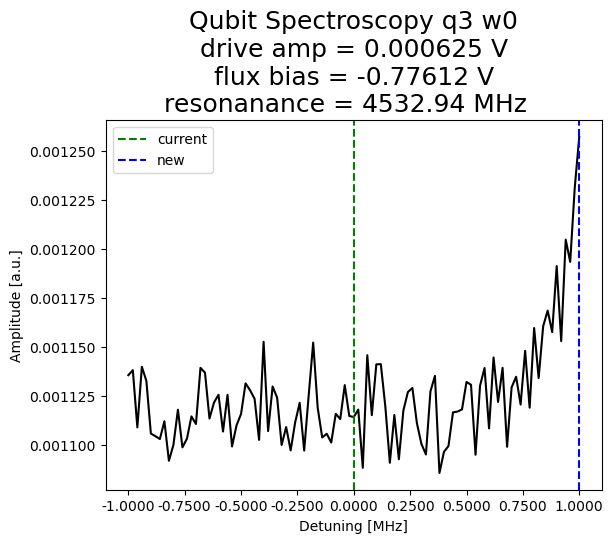 Qubit Spectroscopy q3 w0
drive amp = 0.000625 V
flux bias = -0.77612 V
resonanance = 4532.94 MHz
current
new
0.001250
0.001225
0.001200
0.001175
0.001150
0.001125
0.001100
Amplitude [a.u.]
-1.0000 -0.7500 -0.5000 -0.2500 0.0000 0.2500 0.5000 0.7500 1.0000
Detuning [MHz]